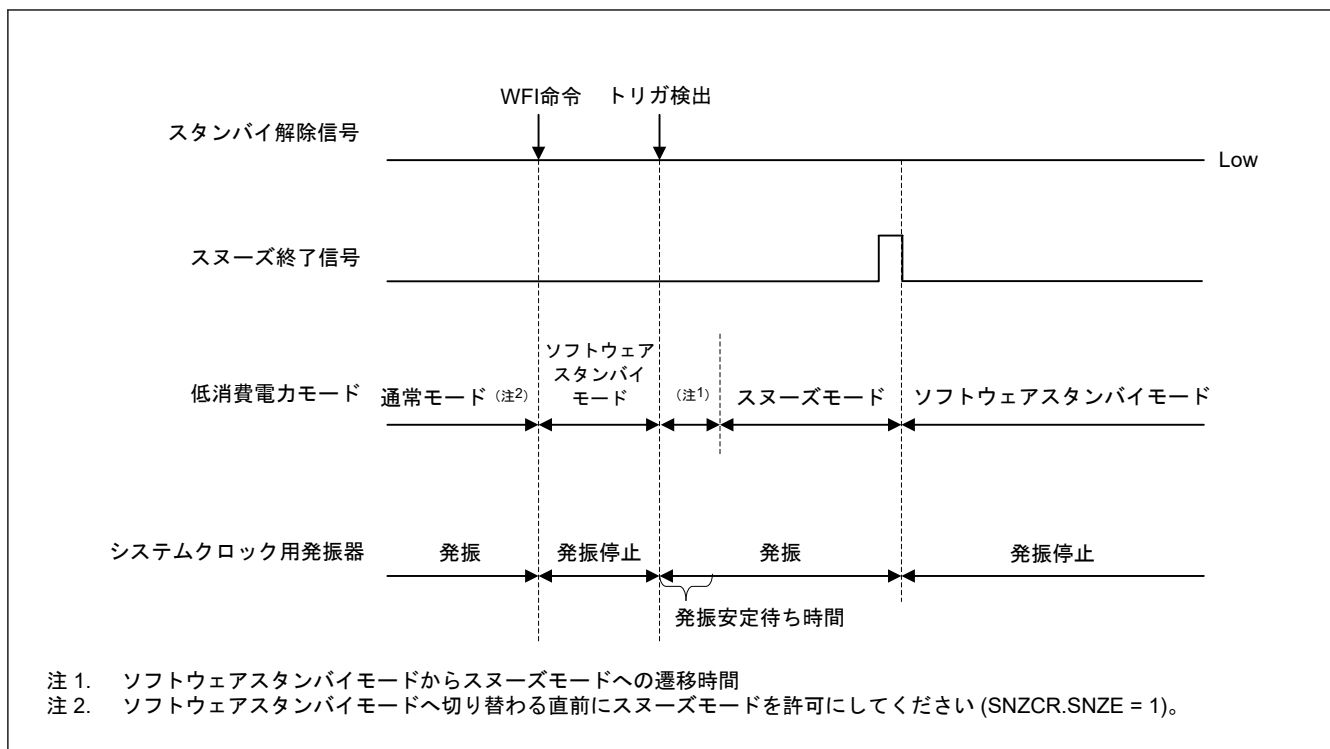 WFI命令 トリガ検出
スタンバイ解除信号
Low
スヌーズ終了信号
ソフトウェア
スタンバイ
モード
低消費電力モード
通常モード(注2)
(注1)
スヌーズモード
ソフトウェアスタンバイモード
システムクロック用発振器
発振
発振停止
発振
発振停止
発振安定待ち時間
注 1. ソフトウェアスタンバイモードからスヌーズモードへの遷移時間
注 2. ソフトウェアスタンバイモードへ切り替わる直前にスヌーズモードを許可にしてください (SNZCR.SNZE = 1)。